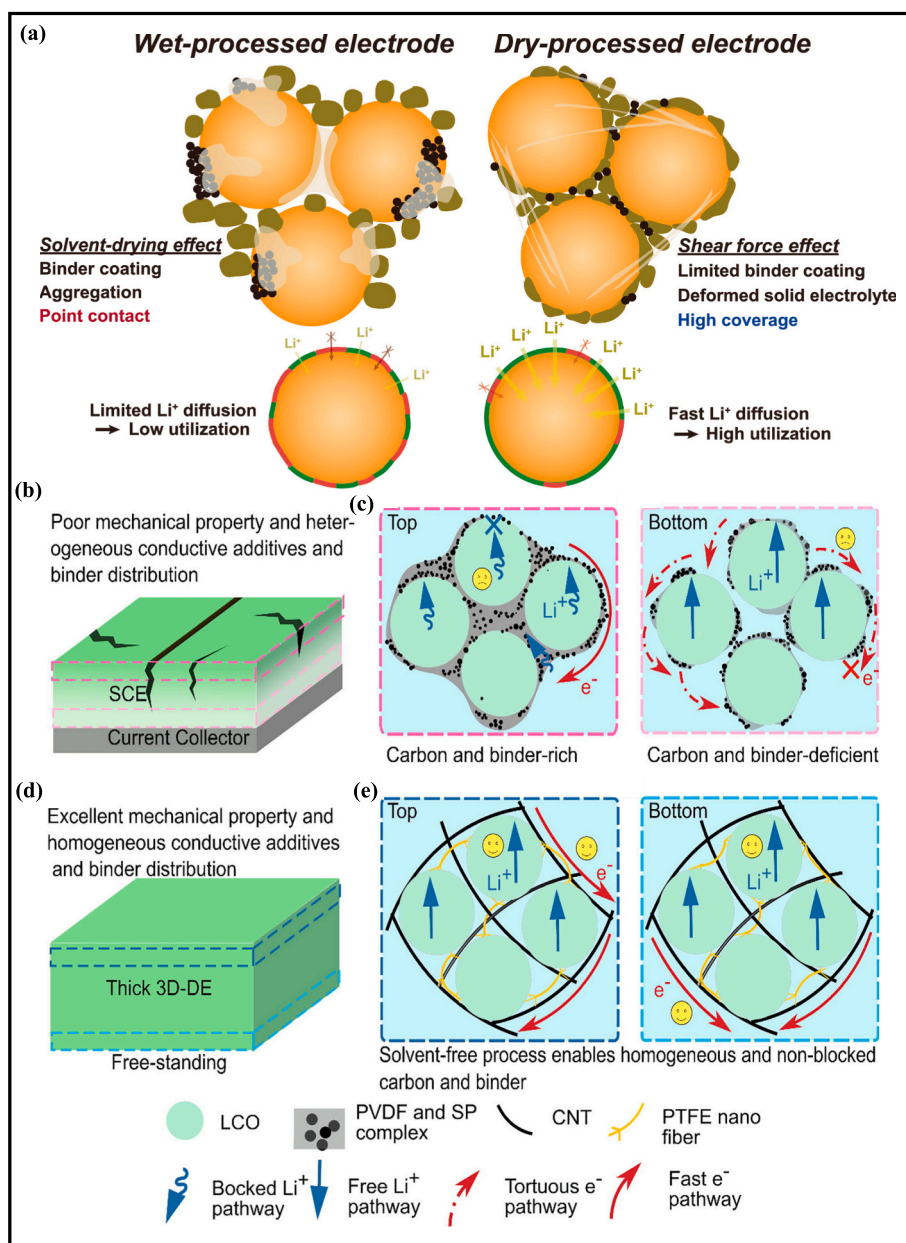 (a)
Wet-processed electrode
Dry-processed electrode
Solvent-drying effect
Binder coating
Aggregation
Point contact
Shear force effect
Limited binder coating
Deformed solid electrolyte
High coverage
Li⁺
Li⁺
Li⁺
Li⁺
Li⁺
Li⁺
Li⁺
Li⁺
Li⁺
Limited Li⁺ diffusion
→ Low utilization
Fast Li⁺ diffusion
→ High utilization
(b)
Poor mechanical property and heter-
ogeneous conductive additives and
binder distribution
SCE
Current Collector
(c)
Top
Li⁺
e⁻
Carbon and binder-rich
Bottom
Li⁺
e⁻
Carbon and binder-deficient
(d)
Excellent mechanical property and
homogeneous conductive additives
and binder distribution
Thick 3D-DE
Free-standing
(e)
Top
Li⁺
e⁻
Bottom
Li⁺
e⁻
Solvent-free process enables homogeneous and non-blocked
carbon and binder
LCO
PVDF and SP
complex
CNT
PTFE nano
fiber
Bocked Li⁺
pathway
Free Li⁺
pathway
Tortuous e⁻
pathway
Fast e⁻
pathway